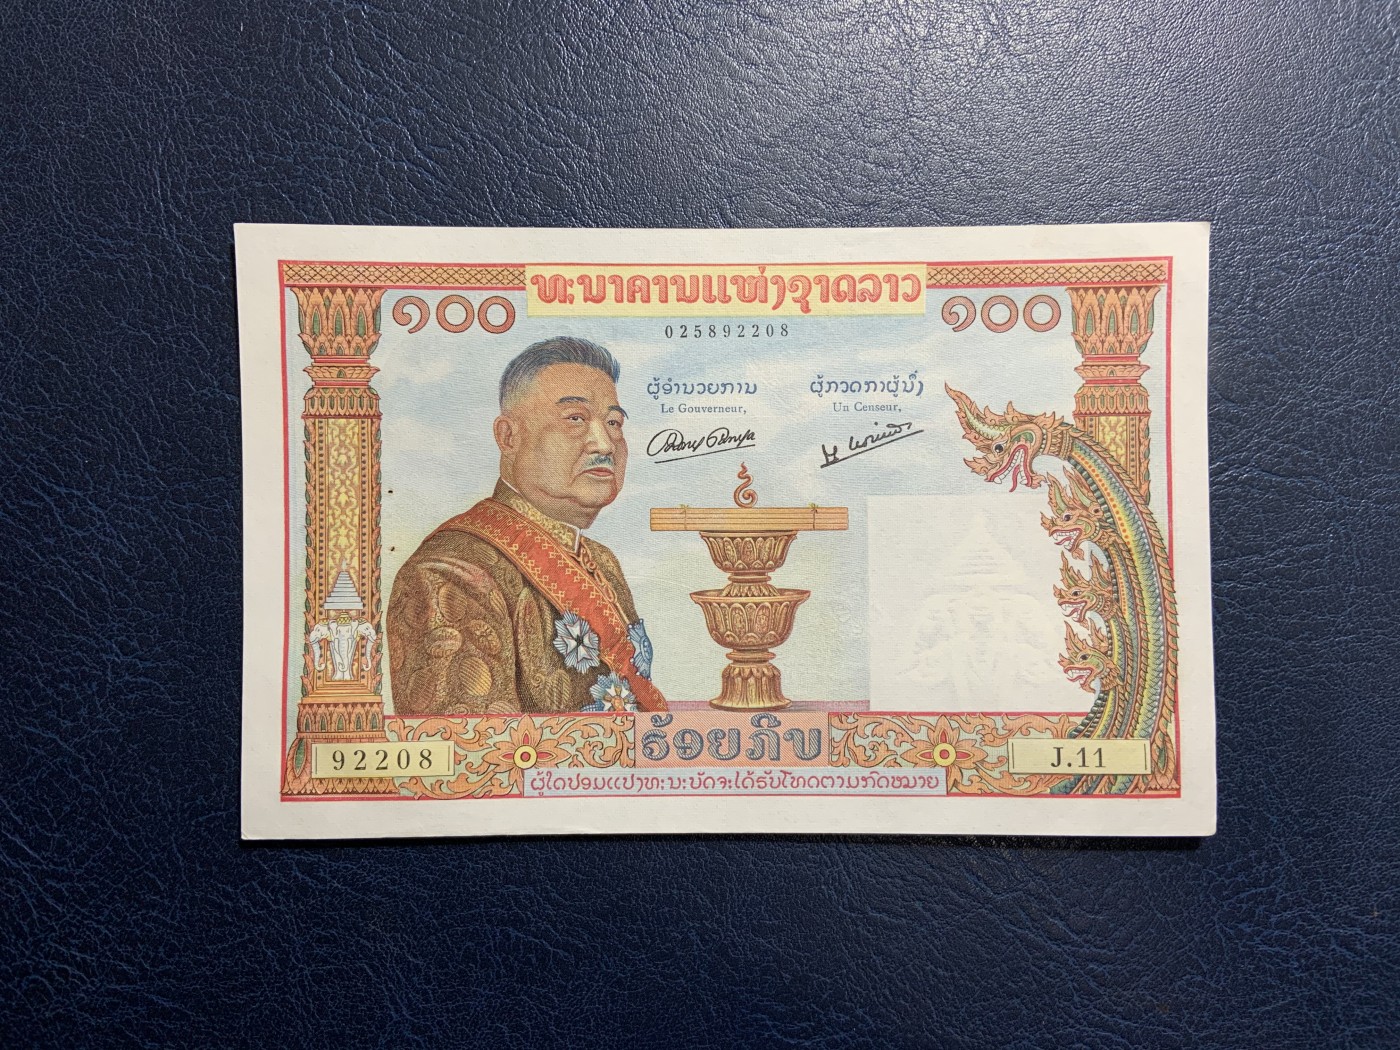 ທະນາຄານແຫ່ງຊາດລາວ
໑໐໐
໑໐໐
025892208
ຜູ້ອຳນວຍການ
Le Gouverneur,
ຜູ້ກວດກາຜູ້ນຶ່ງ
Un Censeur,
ຮ້ອຍກີບ
92208
J.11
ຜູ້ໃດປອມແປງທະນະບັດຈະໄດ້ຮັບໂທດຕາມກົດໝາຍ